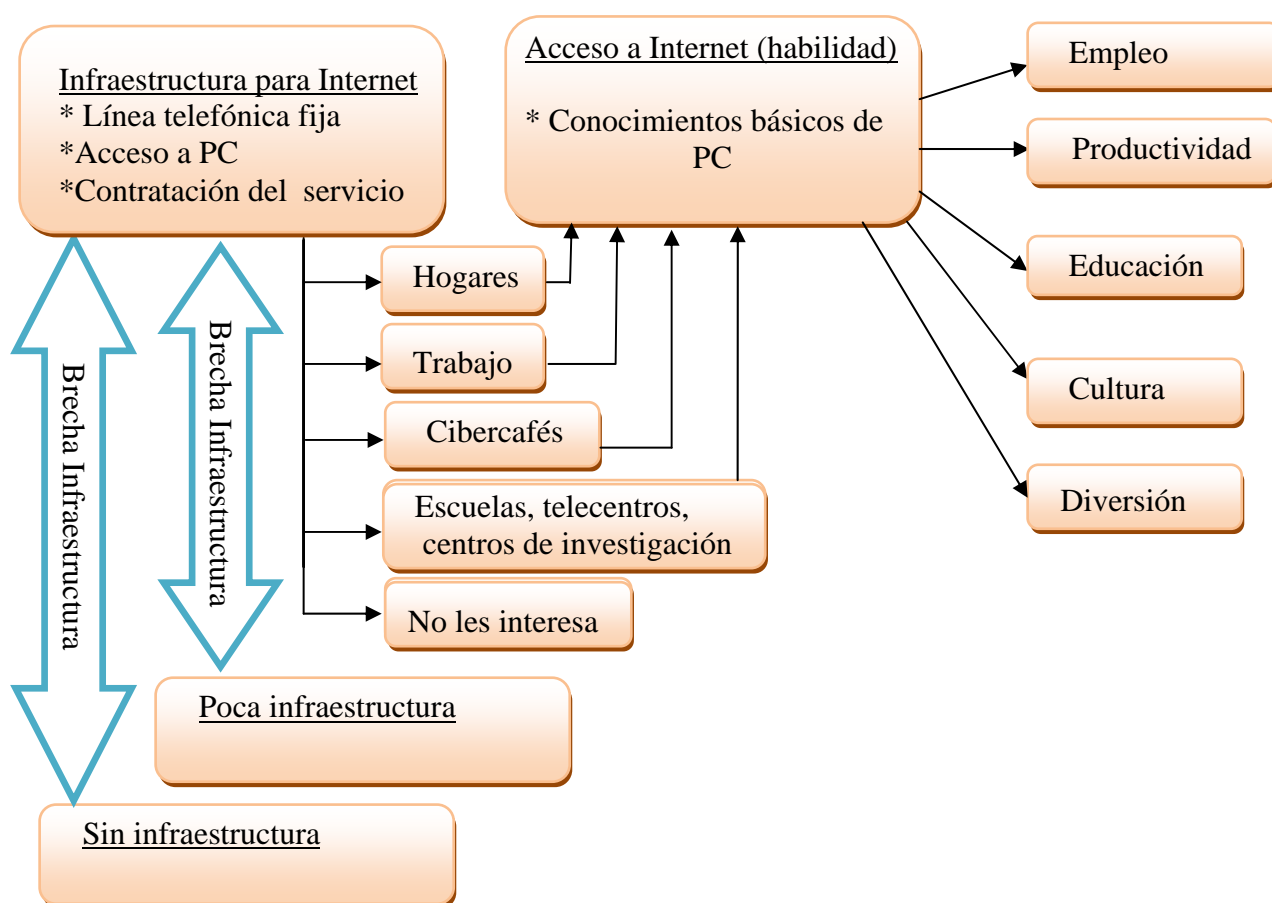 Infraestructura para Internet
* Línea telefónica fija
*Acceso a PC
*Contratación del servicio
Acceso a Internet (habilidad)
* Conocimientos básicos de
PC
Empleo
Productividad
Educación
Cultura
Diversión
Hogares
Trabajo
Cibercafés
Escuelas, telecentros,
centros de investigación
No les interesa
Brecha Infraestructura
Brecha Infraestructura
Poca infraestructura
Sin infraestructura